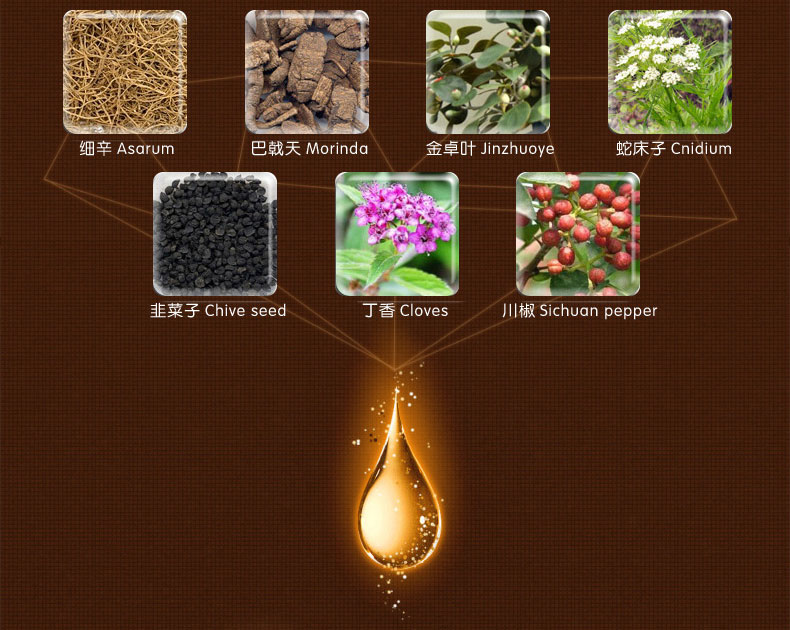 细辛 Asarum
巴戟天 Morinda
金卓叶 Jinzhuoye
蛇床子 Cnidium
韭菜子 Chive seed
丁香 Cloves
川椒 Sichuan pepper